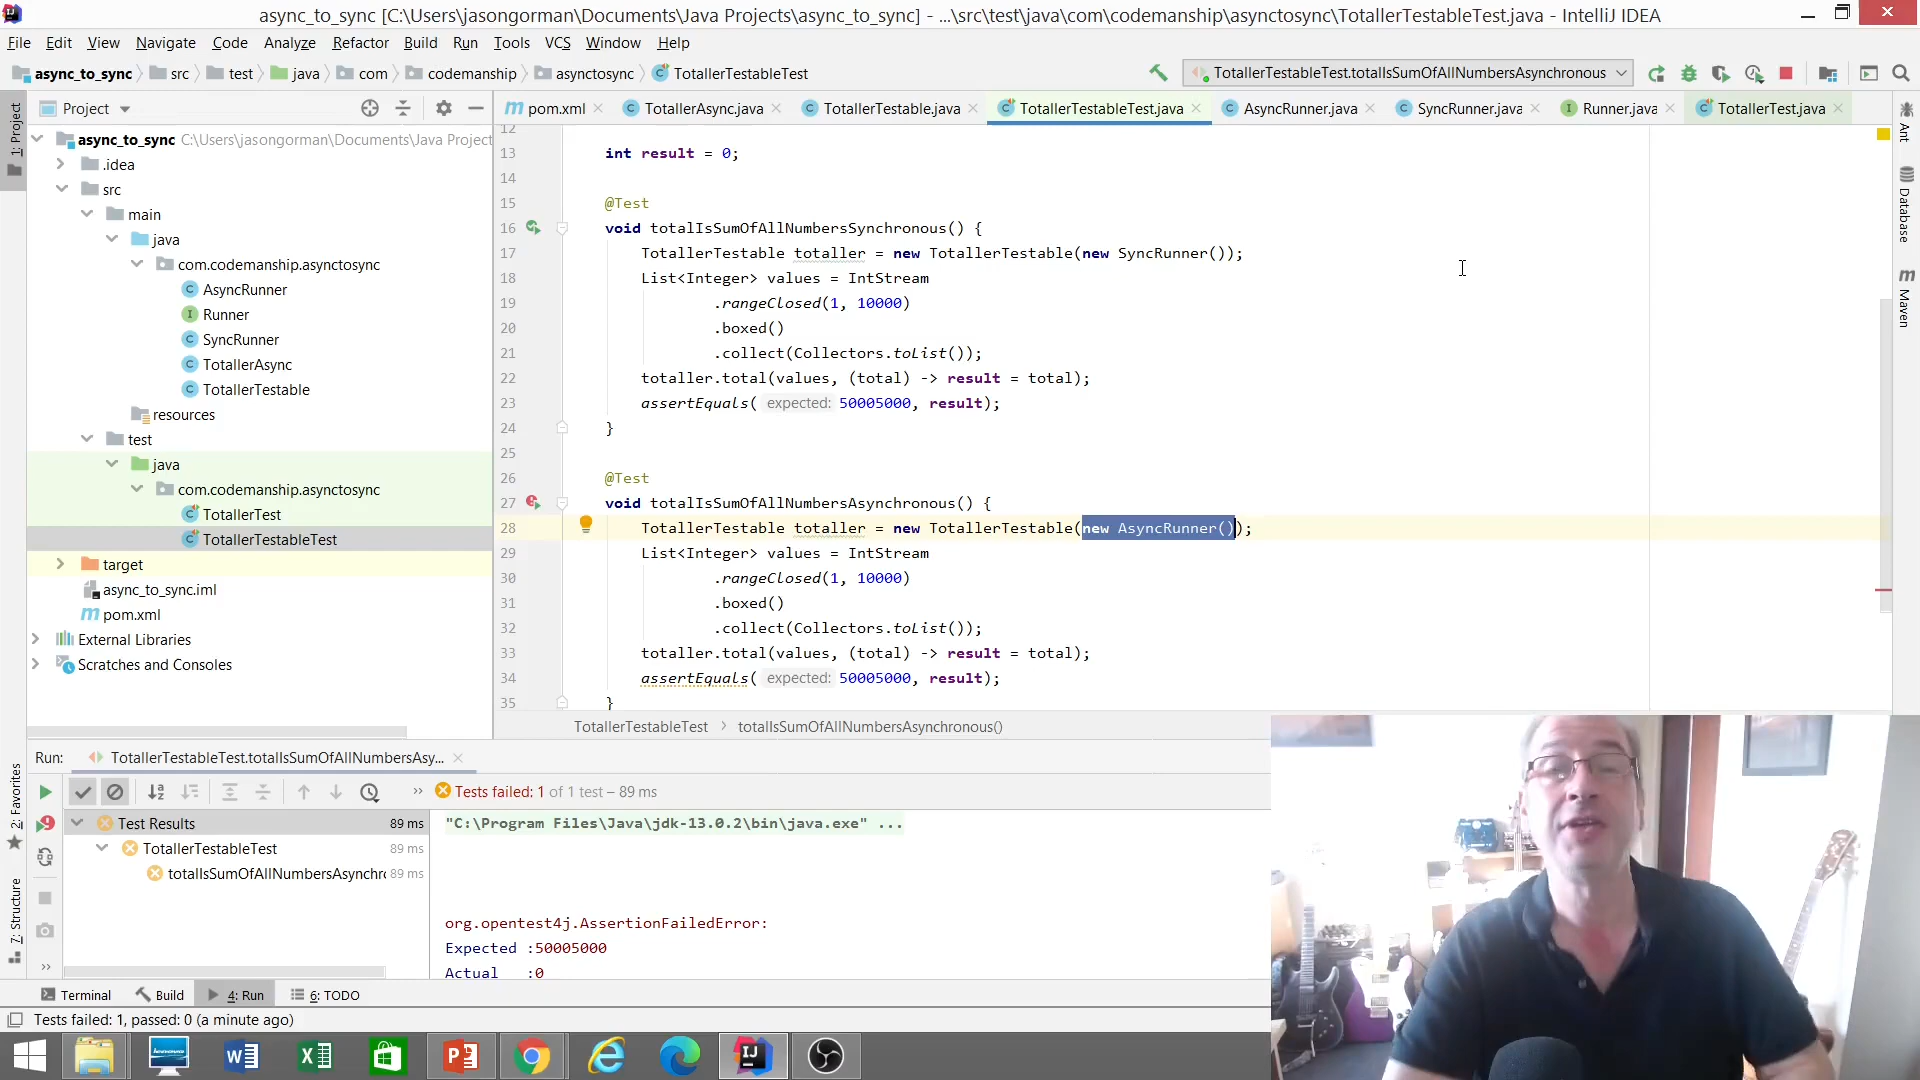 async_to_sync [C:\Users\jasongorman\Documents\Java Projects\async_to_sync] - ...\src\test\java\com\codemanship\asynctosync\TotallerTestableTest.java - IntelliJ IDEA
File Edit View Navigate Code Analyze Refactor Build Run Tools VCS Window Help
async_to_sync src test java com codemanship asynctosync TotallerTestableTest
TotallerTestableTest.totalIsSumOfAllNumbersAsynchronous
Project
pom.xml TotallerAsync.java TotallerTestable.java TotallerTestableTest.java AsyncRunner.java SyncRunner.java Runner.java TotallerTest.java
1: Project
async_to_sync C:\Users\jasongorman\Documents\Java Project
.idea
src
main
java
com.codemanship.asynctosync
AsyncRunner
Runner
SyncRunner
TotallerAsync
TotallerTestable
resources
test
java
com.codemanship.asynctosync
TotallerTest
TotallerTestableTest
target
async_to_sync.iml
pom.xml
External Libraries
Scratches and Consoles
12
13 int result = 0;
14
15 @Test
16 void totalIsSumOfAllNumbersSynchronous() {
17 TotallerTestable totaller = new TotallerTestable(new SyncRunner());
18 List<Integer> values = IntStream
19 .rangeClosed(1, 10000)
20 .boxed()
21 .collect(Collectors.toList());
22 totaller.total(values, (total) -> result = total);
23 assertEquals( expected: 50005000, result);
24 }
25
26 @Test
27 void totalIsSumOfAllNumbersAsynchronous() {
28 TotallerTestable totaller = new TotallerTestable(new AsyncRunner());
29 List<Integer> values = IntStream
30 .rangeClosed(1, 10000)
31 .boxed()
32 .collect(Collectors.toList());
33 totaller.total(values, (total) -> result = total);
34 assertEquals( expected: 50005000, result);
35 }
TotallerTestableTest > totalIsSumOfAllNumbersAsynchronous()
Ant
Database
Maven
Run: TotallerTestableTest.totalIsSumOfAllNumbersAsy...
Tests failed: 1 of 1 test – 89 ms
Test Results 89 ms
TotallerTestableTest 89 ms
totalIsSumOfAllNumbersAsynchr 89 ms
"C:\Program Files\Java\jdk-13.0.2\bin\java.exe" ...
org.opentest4j.AssertionFailedError:
Expected :50005000
Actual :0
2: Favorites
7: Structure
Terminal Build 4: Run 6: TODO
Tests failed: 1, passed: 0 (a minute ago)